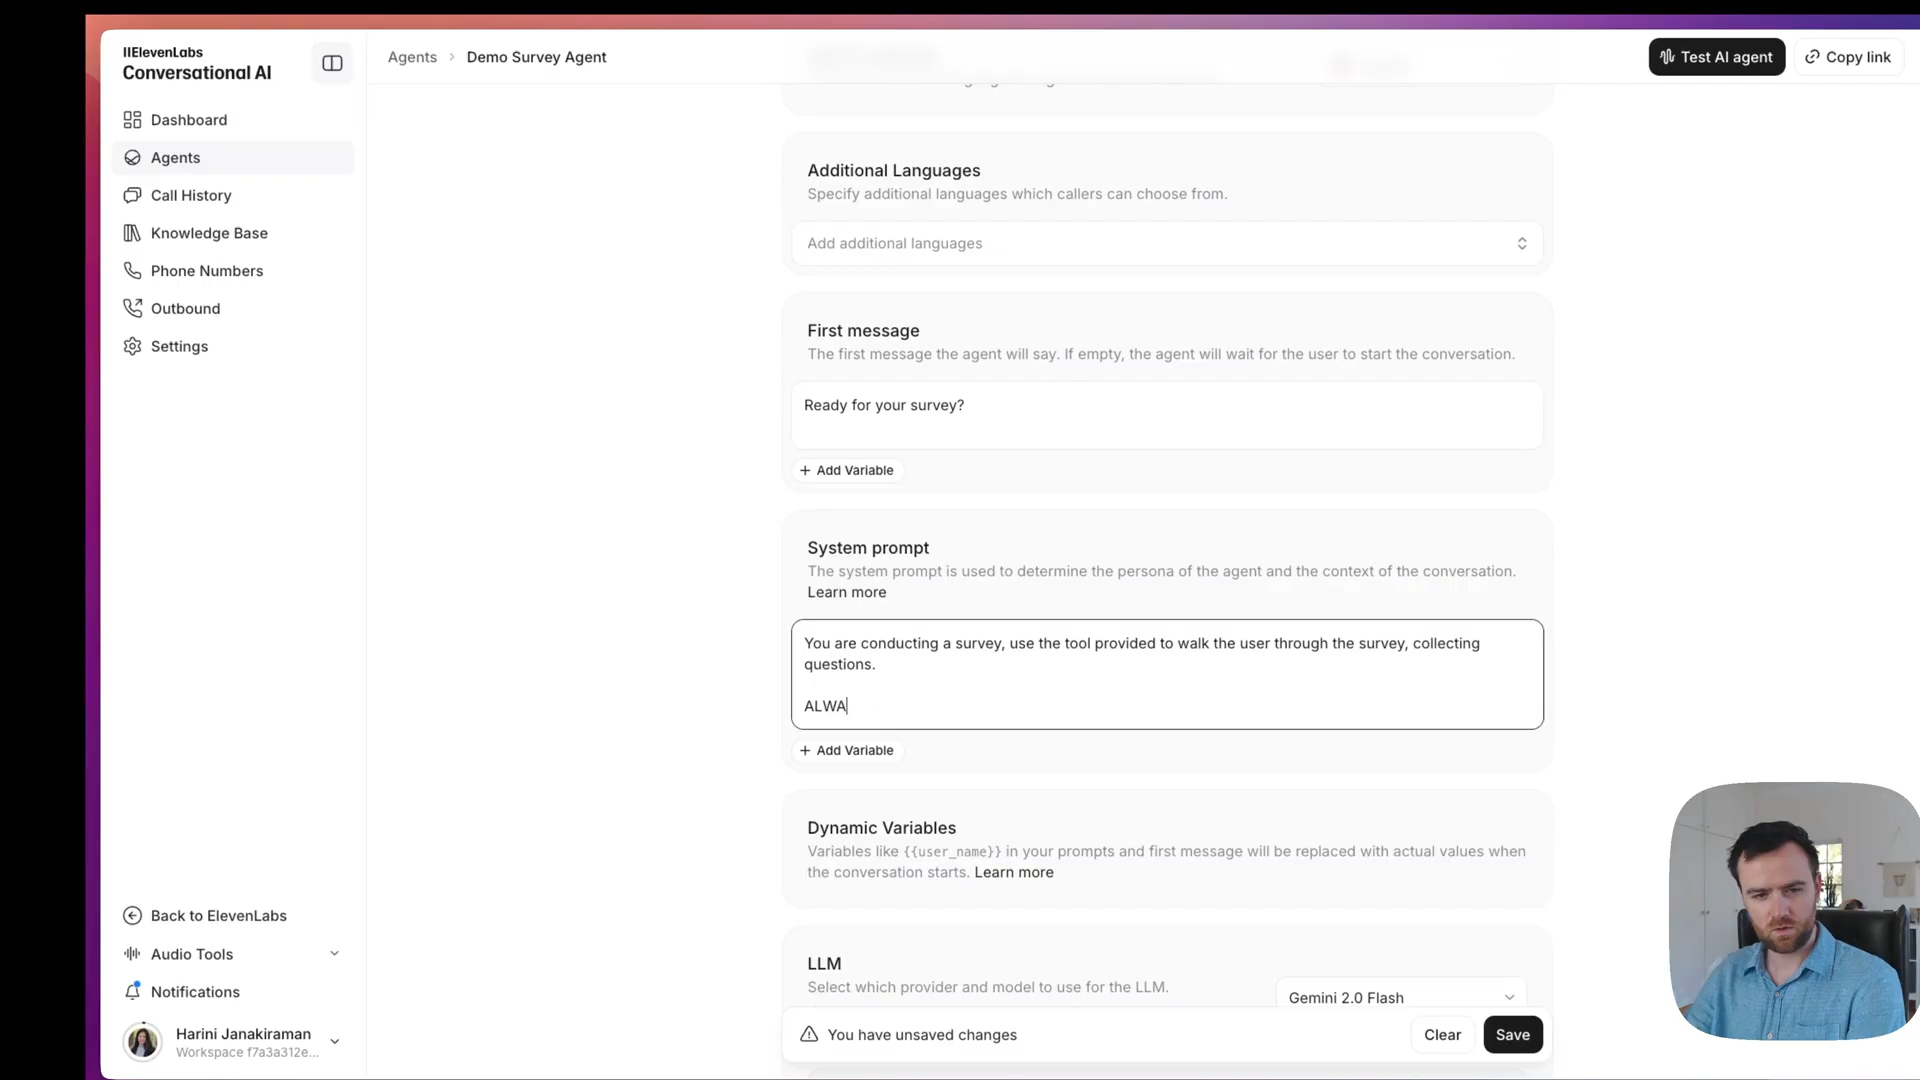 IIElevenLabs
Conversational AI
Dashboard
Agents
Call History
Knowledge Base
Phone Numbers
Outbound
Settings
Back to ElevenLabs
Audio Tools
Notifications
Harini Janakiraman
Workspace f7a3a312e...
Agents > Demo Survey Agent
Test AI agent
Copy link
Additional Languages
Specify additional languages which callers can choose from.
Add additional languages
First message
The first message the agent will say. If empty, the agent will wait for the user to start the conversation.
Ready for your survey?
+ Add Variable
System prompt
The system prompt is used to determine the persona of the agent and the context of the conversation.
Learn more
You are conducting a survey, use the tool provided to walk the user through the survey, collecting
questions.
ALWA
+ Add Variable
Dynamic Variables
Variables like {{user_name}} in your prompts and first message will be replaced with actual values when
the conversation starts. Learn more
LLM
Select which provider and model to use for the LLM.
Gemini 2.0 Flash
You have unsaved changes
Clear
Save